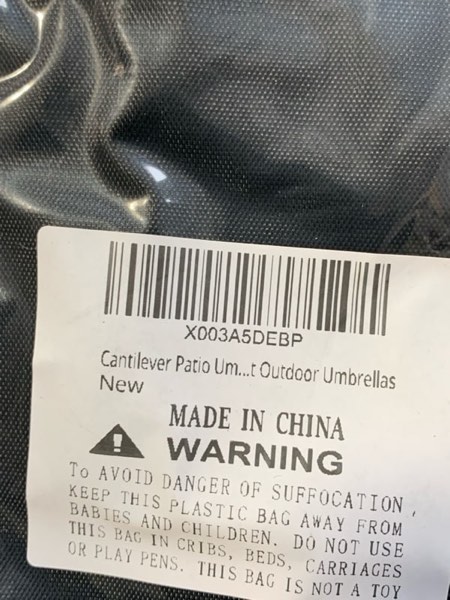 X003A5DEBP
Cantilever Patio Um...t Outdoor Umbrellas
New
MADE IN CHINA
WARNING
To AVOID DANGER OF SUFFOCATION,
KEEP THIS PLASTIC BAG AWAY FROM
BABIES AND CHILDREN. DO NOT USE
THIS BAG IN CRIBS, BEDS, CARRIAGES
OR PLAY PENS. THIS BAG IS NOT A TOY